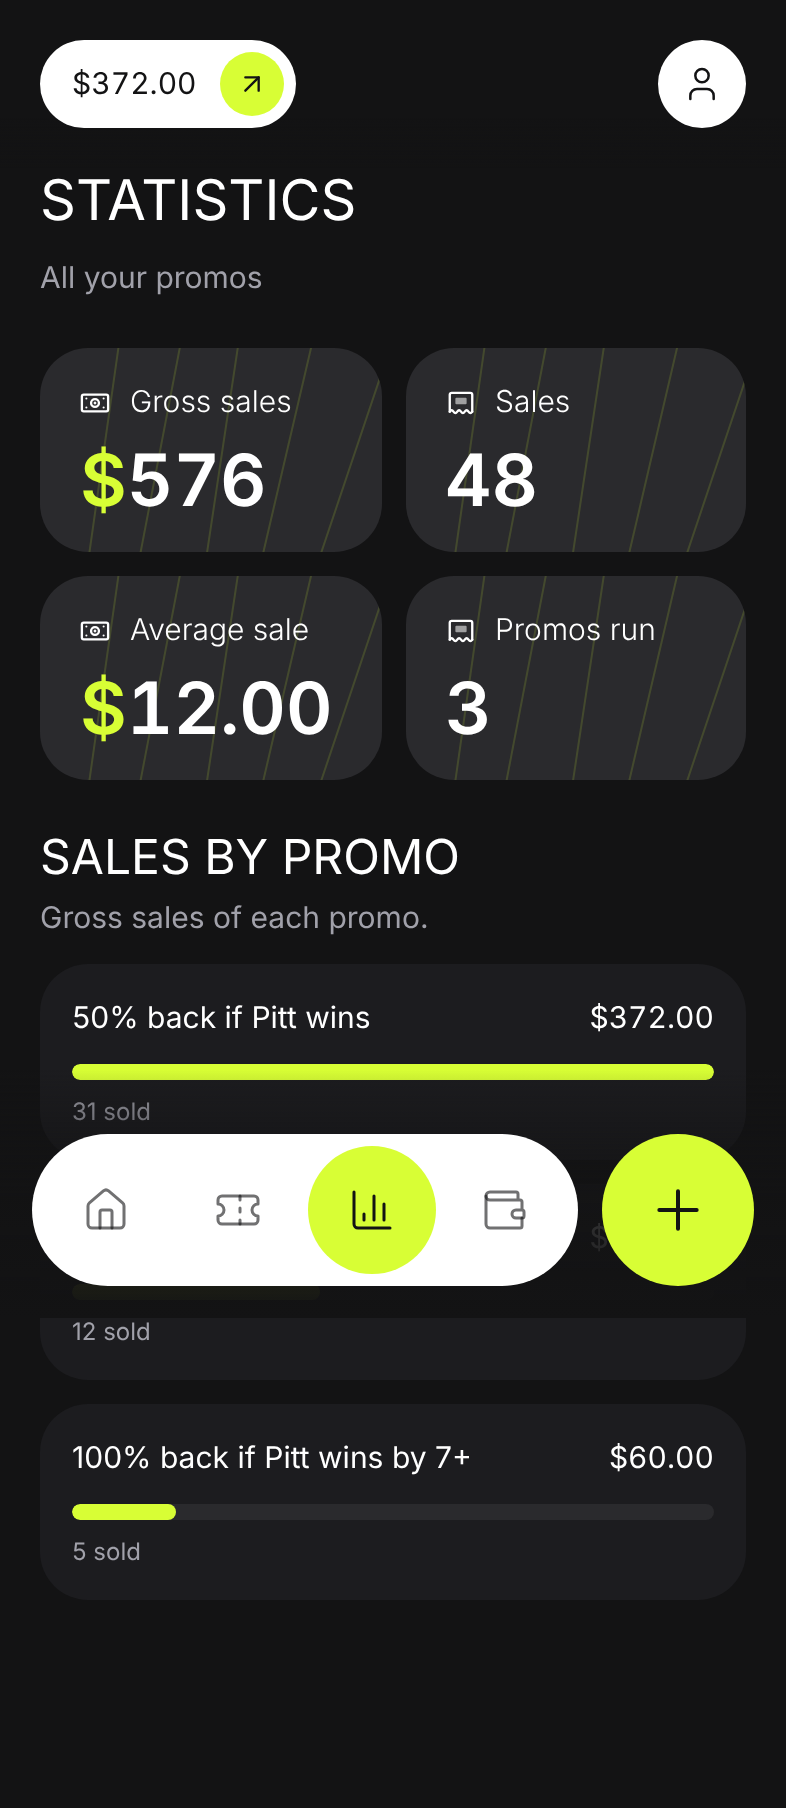 $372.00
STATISTICS
All your promos
Gross sales
$576
Sales
48
Average sale
$12.00
Promos run
3
SALES BY PROMO
Gross sales of each promo.
50% back if Pitt wins
$372.00
31 sold
$
12 sold
100% back if Pitt wins by 7+
$60.00
5 sold